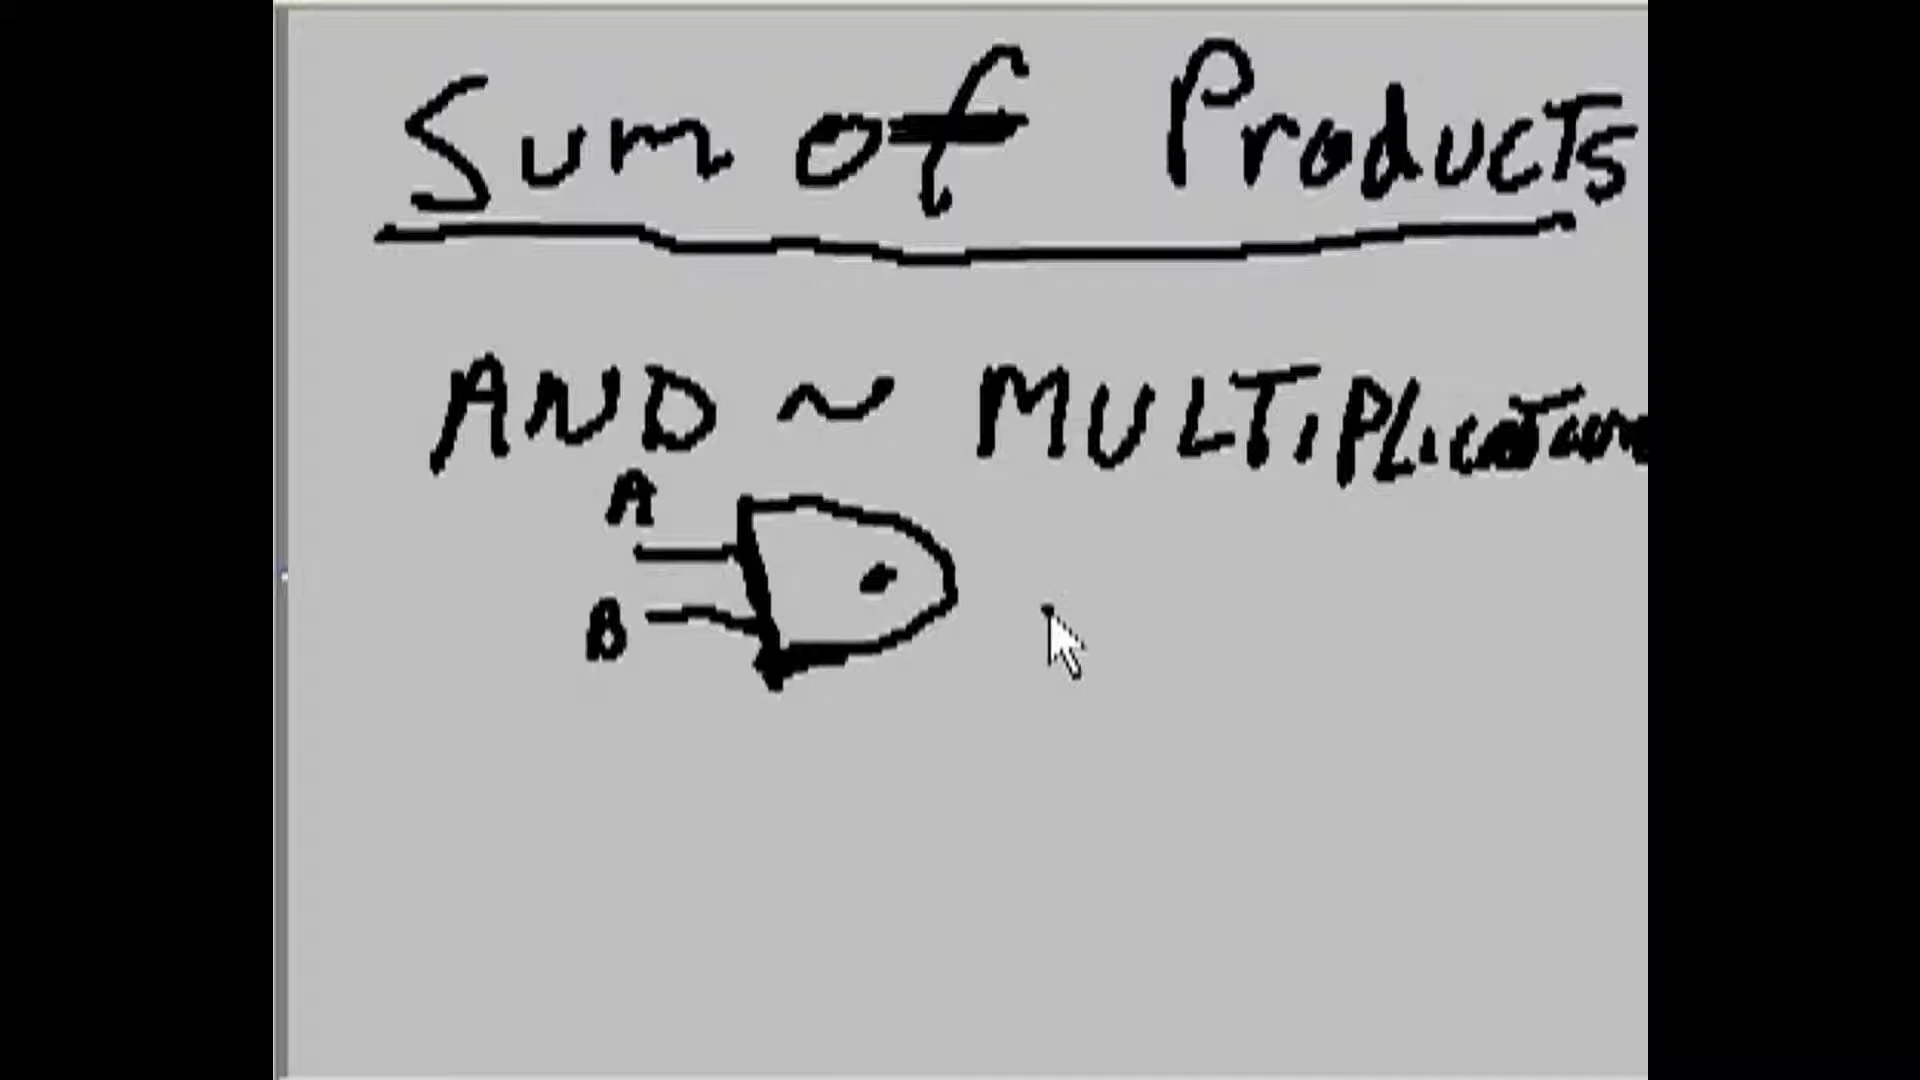 Sum of Products
AND ~ MULTIPLication
A
B